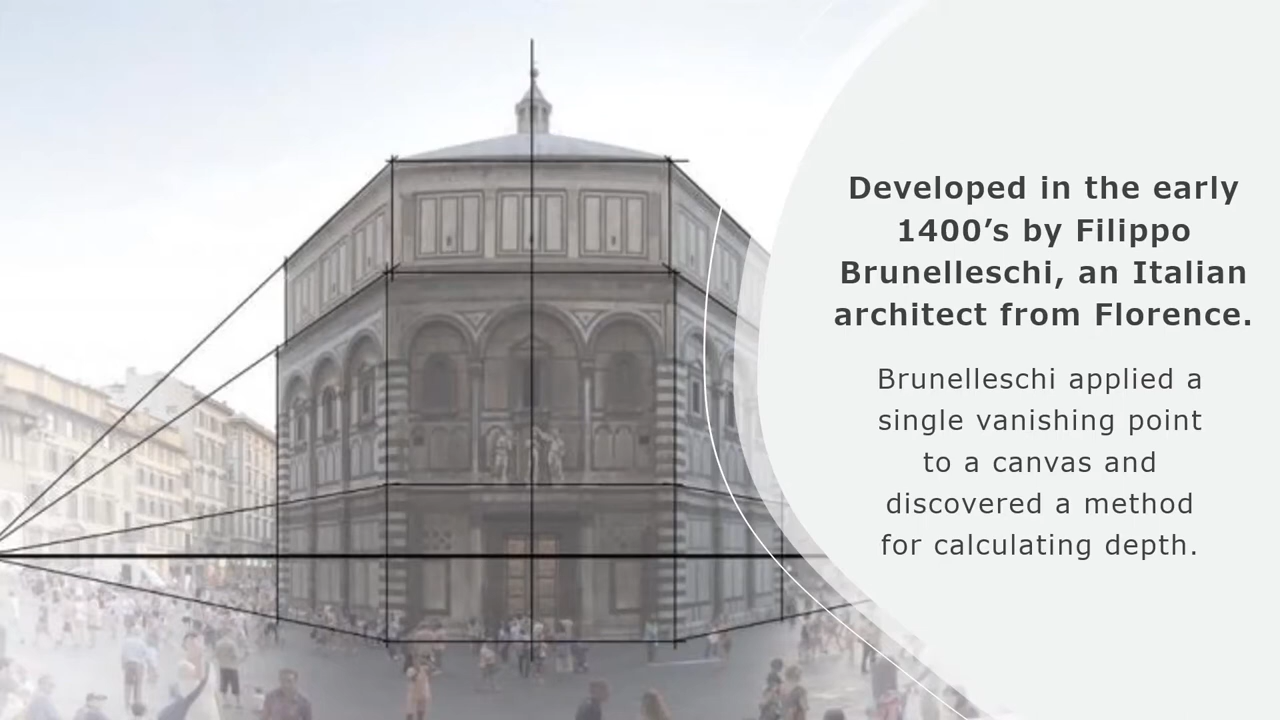 Developed in the early
1400’s by Filippo
Brunelleschi, an Italian
architect from Florence.
Brunelleschi applied a
single vanishing point
to a canvas and
discovered a method
for calculating depth.